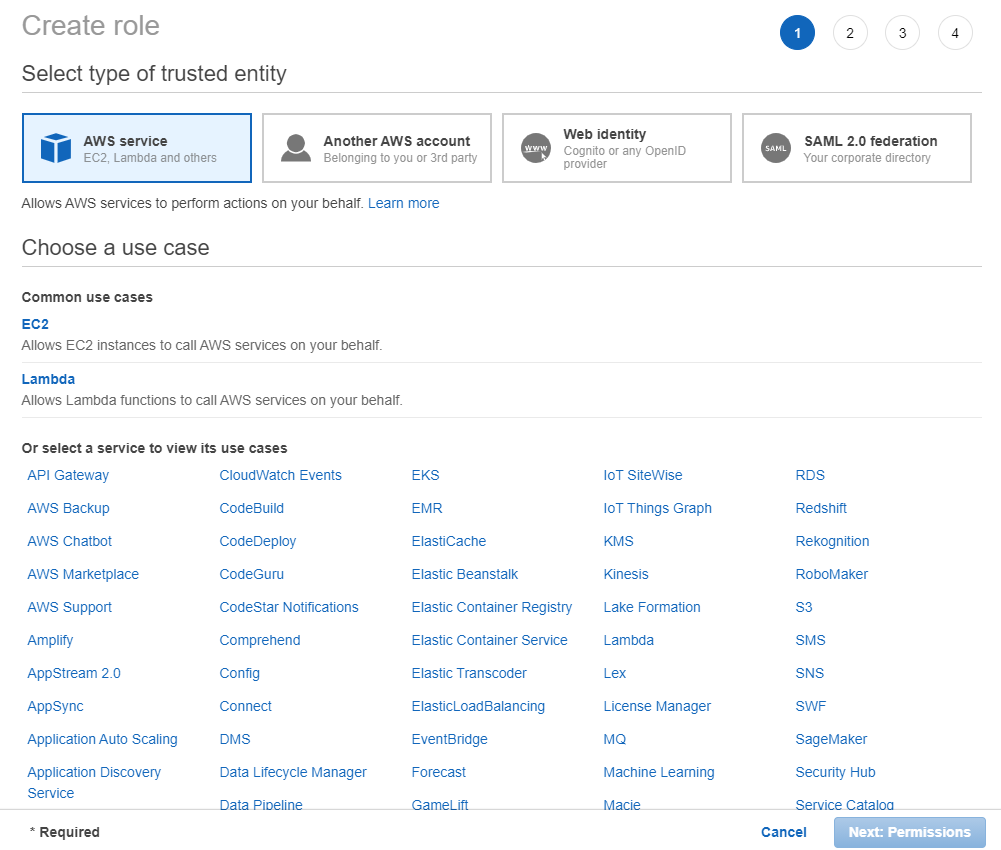 Create role
1 2 3 4
Select type of trusted entity
AWS service
EC2, Lambda and others
Another AWS account
Belonging to you or 3rd party
WWW
Web identity
Cognito or any OpenID
provider
SAML
SAML 2.0 federation
Your corporate directory
Allows AWS services to perform actions on your behalf. Learn more
Choose a use case
Common use cases
EC2
Allows EC2 instances to call AWS services on your behalf.
Lambda
Allows Lambda functions to call AWS services on your behalf.
Or select a service to view its use cases
API Gateway CloudWatch Events EKS IoT SiteWise RDS
AWS Backup CodeBuild EMR IoT Things Graph Redshift
AWS Chatbot CodeDeploy ElastiCache KMS Rekognition
AWS Marketplace CodeGuru Elastic Beanstalk Kinesis RoboMaker
AWS Support CodeStar Notifications Elastic Container Registry Lake Formation S3
Amplify Comprehend Elastic Container Service Lambda SMS
AppStream 2.0 Config Elastic Transcoder Lex SNS
AppSync Connect ElasticLoadBalancing License Manager SWF
Application Auto Scaling DMS EventBridge MQ SageMaker
Application Discovery Data Lifecycle Manager Forecast Machine Learning Security Hub
Service
Data Pipeline GameLift Macie Service Catalog
* Required Cancel Next: Permissions